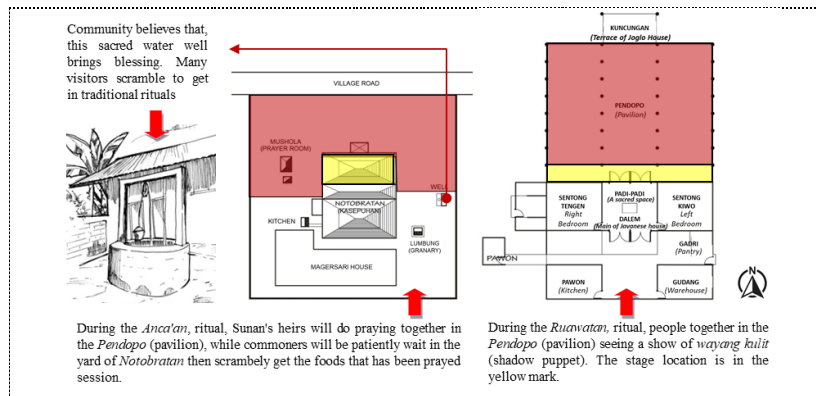 Community believes that,
this sacred water well
brings blessing. Many
visitors scramble to get
in traditional rituals
VILLAGE ROAD
MUSHOLA
(PRAYER ROOM)
WELL
NOTOBRATAN
(KASEPUHAN)
KITCHEN
LUMBUNG
(GRANARY)
MAGERSARI HOUSE
During the Anca'an, ritual, Sunan's heirs will do praying together in
the Pendopo (pavilion), while commoners will be patiently wait in the
yard of Notobratan then scrambely get the foods that has been prayed
session.
KUNCUNGAN
(Terrace of Joglo House)
PENDOPO
(Pavilion)
PADI-PADI
(A sacred space)
SENTONG
TENGEN
Right
Bedroom
DALEM
(Main of Javanese house)
SENTONG
KIWO
Left
Bedroom
GADRI
(Pantry)
PAWON
PAWON
(Kitchen)
GUDANG
(Warehouse)
N
During the Ruawatan, ritual, people together in the
Pendopo (pavilion) seeing a show of wayang kulit
(shadow puppet). The stage location is in the
yellow mark.